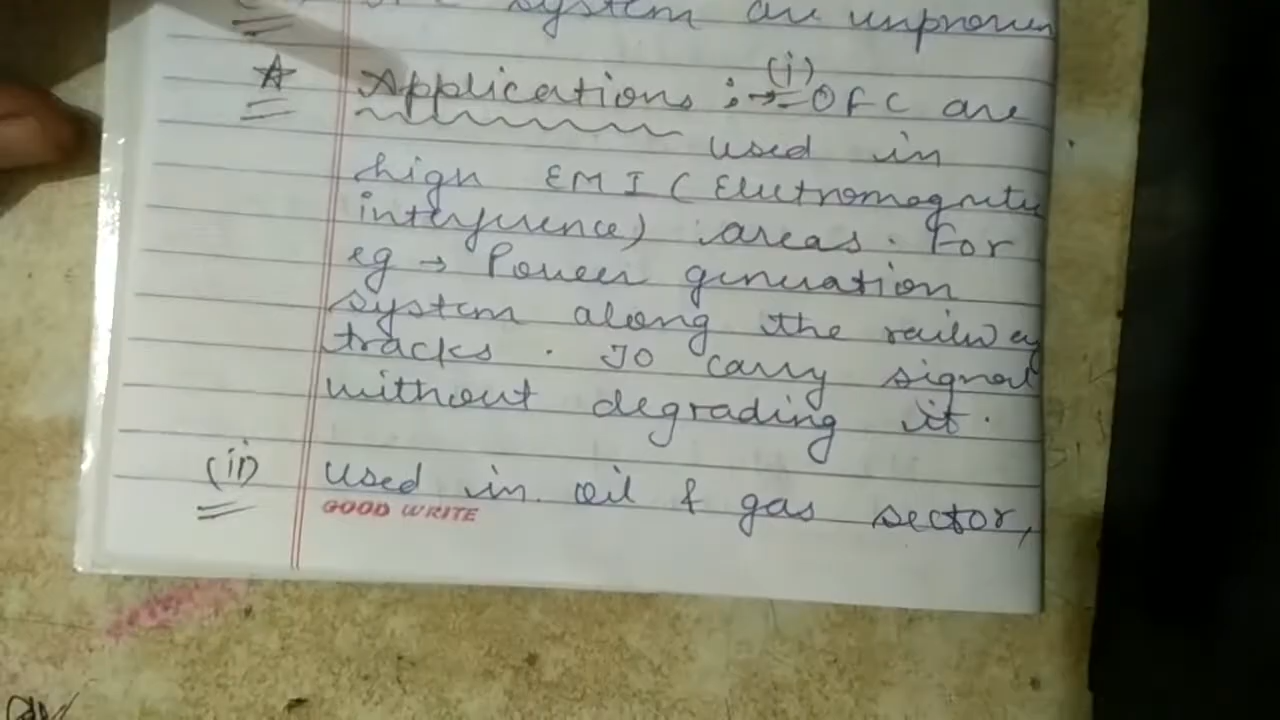 system are unproven
☆ Applications :→ (i) OFC are
used in
high EMI (Electromagnetic
interference) areas. For
eg → Power generation
system along the railway
tracks. To carry signal
without degrading it.
(ii) used in oil & gas sector,
GOOD WRITE